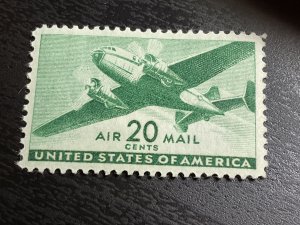 AIR 20 MAIL
CENTS
UNITED STATES OF AMERICA